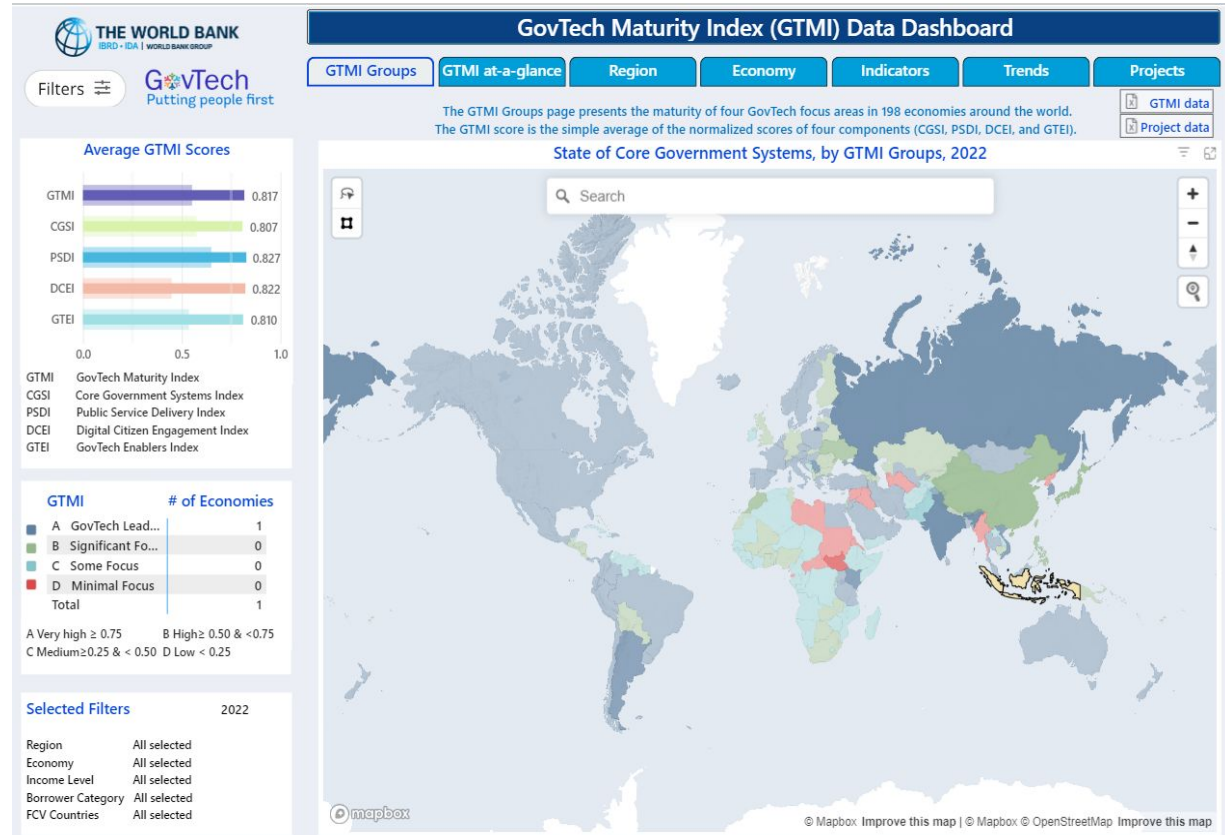 THE WORLD BANK
IBRD • IDA | WORLD BANK GROUP
Filters
GovTech
Putting people first
GovTech Maturity Index (GTMI) Data Dashboard
GTMI Groups GTMI at-a-glance Region Economy Indicators Trends Projects
The GTMI Groups page presents the maturity of four GovTech focus areas in 198 economies around the world.
The GTMI score is the simple average of the normalized scores of four components (CGSI, PSDI, DCEI, and GTEI).
GTMI data
Project data
Average GTMI Scores
GTMI 0.817
CGSI 0.807
PSDI 0.827
DCEI 0.822
GTEI 0.810
0.0 0.5 1.0
GTMI GovTech Maturity Index
CGSI Core Government Systems Index
PSDI Public Service Delivery Index
DCEI Digital Citizen Engagement Index
GTEI GovTech Enablers Index
GTMI # of Economies
A GovTech Lead... 1
B Significant Fo... 0
C Some Focus 0
D Minimal Focus 0
Total 1
A Very high ≥ 0.75 B High≥ 0.50 & <0.75
C Medium≥0.25 & < 0.50 D Low < 0.25
Selected Filters 2022
Region All selected
Economy All selected
Income Level All selected
Borrower Category All selected
FCV Countries All selected
State of Core Government Systems, by GTMI Groups, 2022
Search
mapbox
© Mapbox Improve this map | © Mapbox © OpenStreetMap Improve this map